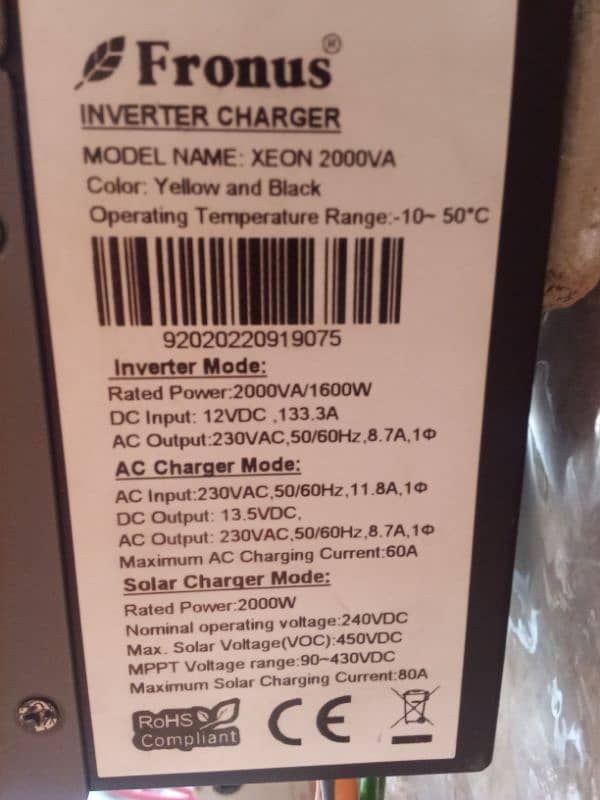 Fronus®
INVERTER CHARGER
MODEL NAME: XEON 2000VA
Color: Yellow and Black
Operating Temperature Range:-10~ 50°C
92020220919075
Inverter Mode:
Rated Power:2000VA/1600W
DC Input: 12VDC ,133.3A
AC Output:230VAC,50/60Hz,8.7A,1Φ
AC Charger Mode:
AC Input:230VAC,50/60Hz,11.8A,1Φ
DC Output: 13.5VDC,
AC Output: 230VAC,50/60Hz,8.7A,1Φ
Maximum AC Charging Current:60A
Solar Charger Mode:
Rated Power:2000W
Nominal operating voltage:240VDC
Max. Solar Voltage(VOC):450VDC
MPPT Voltage range:90~430VDC
Maximum Solar Charging Current:80A
RoHS
Compliant
CE